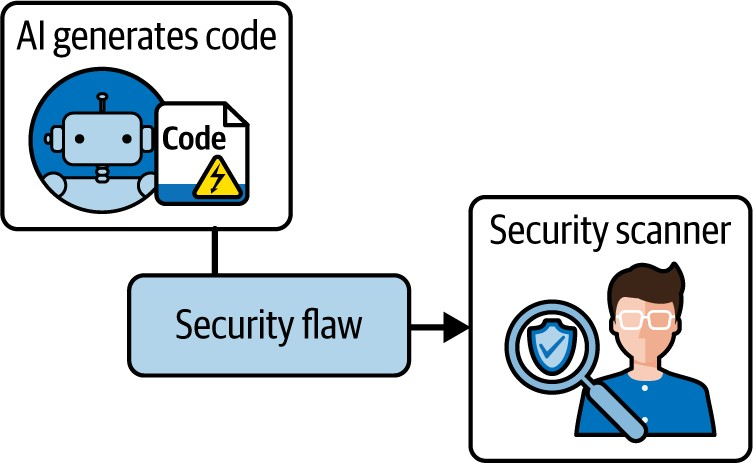 AI generates code
Code
Security flaw
Security scanner